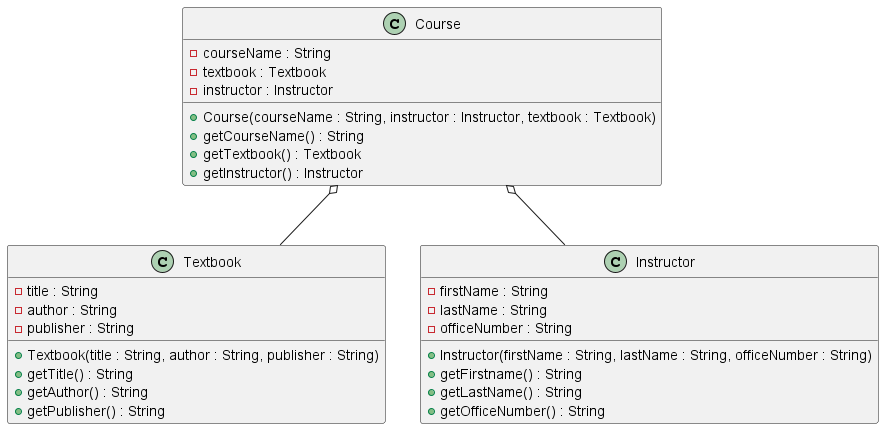 C Course
courseName : String
textbook : Textbook
instructor : Instructor
Course(courseName : String, instructor : Instructor, textbook : Textbook)
getCourseName() : String
getTextbook() : Textbook
getInstructor() : Instructor
C Textbook
title : String
author : String
publisher : String
Textbook(title : String, author : String, publisher : String)
getTitle() : String
getAuthor() : String
getPublisher() : String
C Instructor
firstName : String
lastName : String
officeNumber : String
Instructor(firstName : String, lastName : String, officeNumber : String)
getFirstname() : String
getLastName() : String
getOfficeNumber() : String